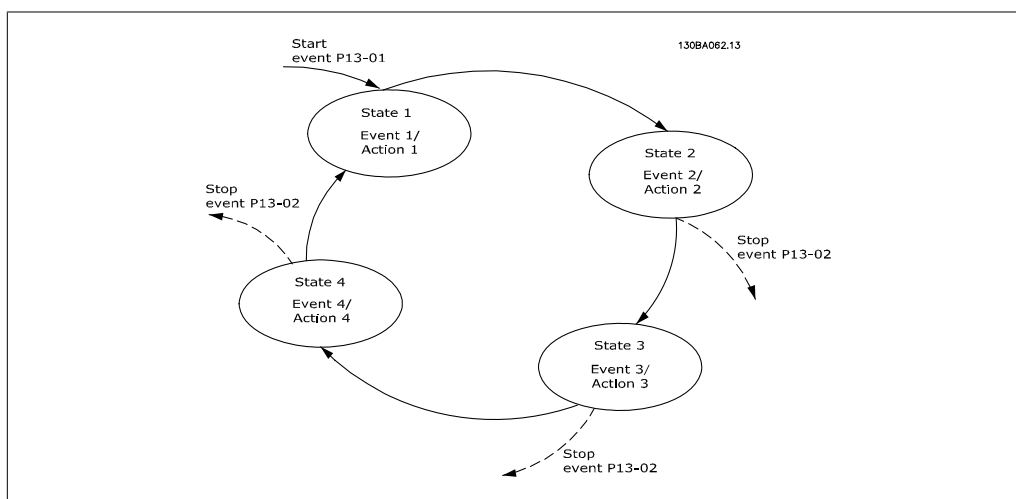 Start
event P13-01
130BA062.13
State 1
Event 1/
Action 1
State 2
Event 2/
Action 2
Stop
event P13-02
Stop
event P13-02
State 4
Event 4/
Action 4
State 3
Event 3/
Action 3
Stop
event P13-02